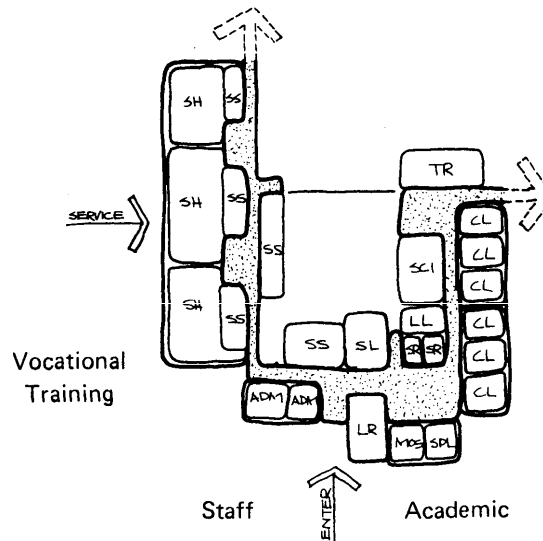 SH
SS
TR
SERVICE
SH
SS
SS
CL
CL
CL
SCI
SH
SS
SS
SL
LL
SR SR
CL
CL
CL
Vocational
Training
ADM ADM
LR
MOS SPL
Staff
ENTER
Academic